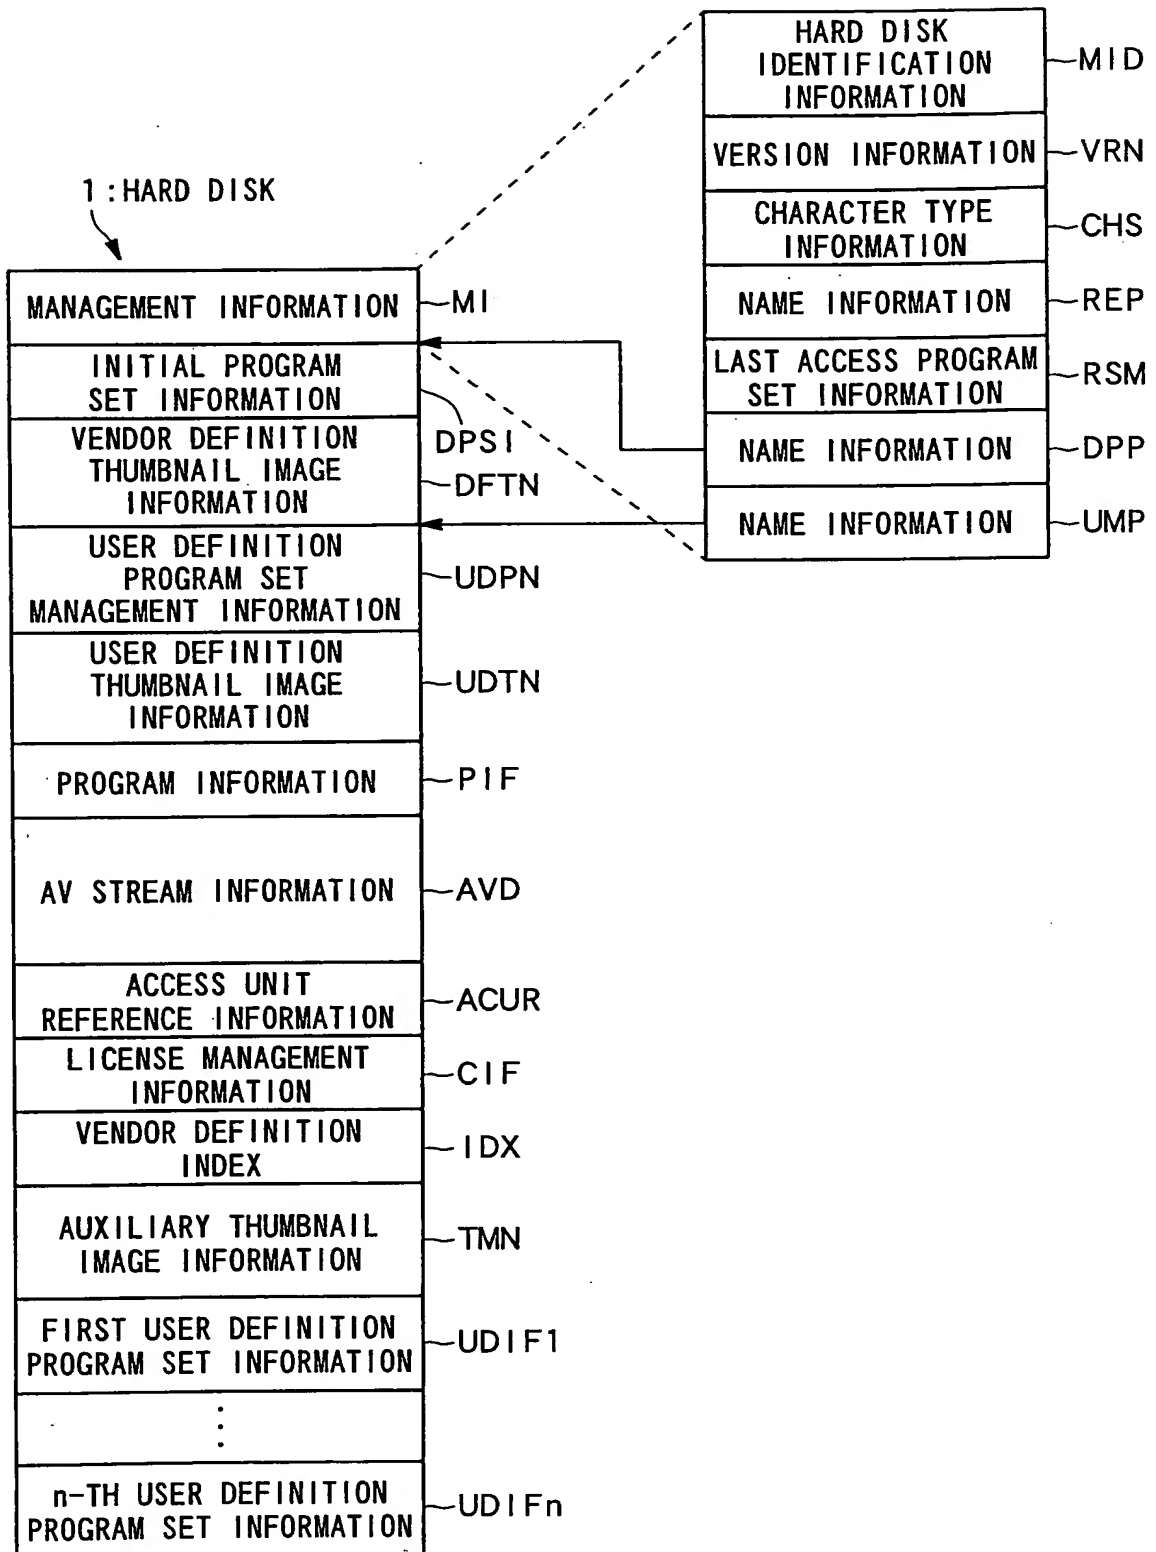 HARD DISK
IDENTIFICATION
INFORMATION
MID
VERSION INFORMATION
VRN
CHARACTER TYPE
INFORMATION
CHS
NAME INFORMATION
REP
LAST ACCESS PROGRAM
SET INFORMATION
RSM
NAME INFORMATION
DPP
NAME INFORMATION
UMP
1 : HARD DISK
MANAGEMENT INFORMATION
MI
INITIAL PROGRAM
SET INFORMATION
DPSI
VENDOR DEFINITION
THUMBNAIL IMAGE
INFORMATION
DFTN
USER DEFINITION
PROGRAM SET
MANAGEMENT INFORMATION
UDPN
USER DEFINITION
THUMBNAIL IMAGE
INFORMATION
UDTN
PROGRAM INFORMATION
PIF
AV STREAM INFORMATION
AVD
ACCESS UNIT
REFERENCE INFORMATION
ACUR
LICENSE MANAGEMENT
INFORMATION
CIF
VENDOR DEFINITION
INDEX
IDX
AUXILIARY THUMBNAIL
IMAGE INFORMATION
TMN
FIRST USER DEFINITION
PROGRAM SET INFORMATION
UDIF1
⋮
n-TH USER DEFINITION
PROGRAM SET INFORMATION
UDIFn